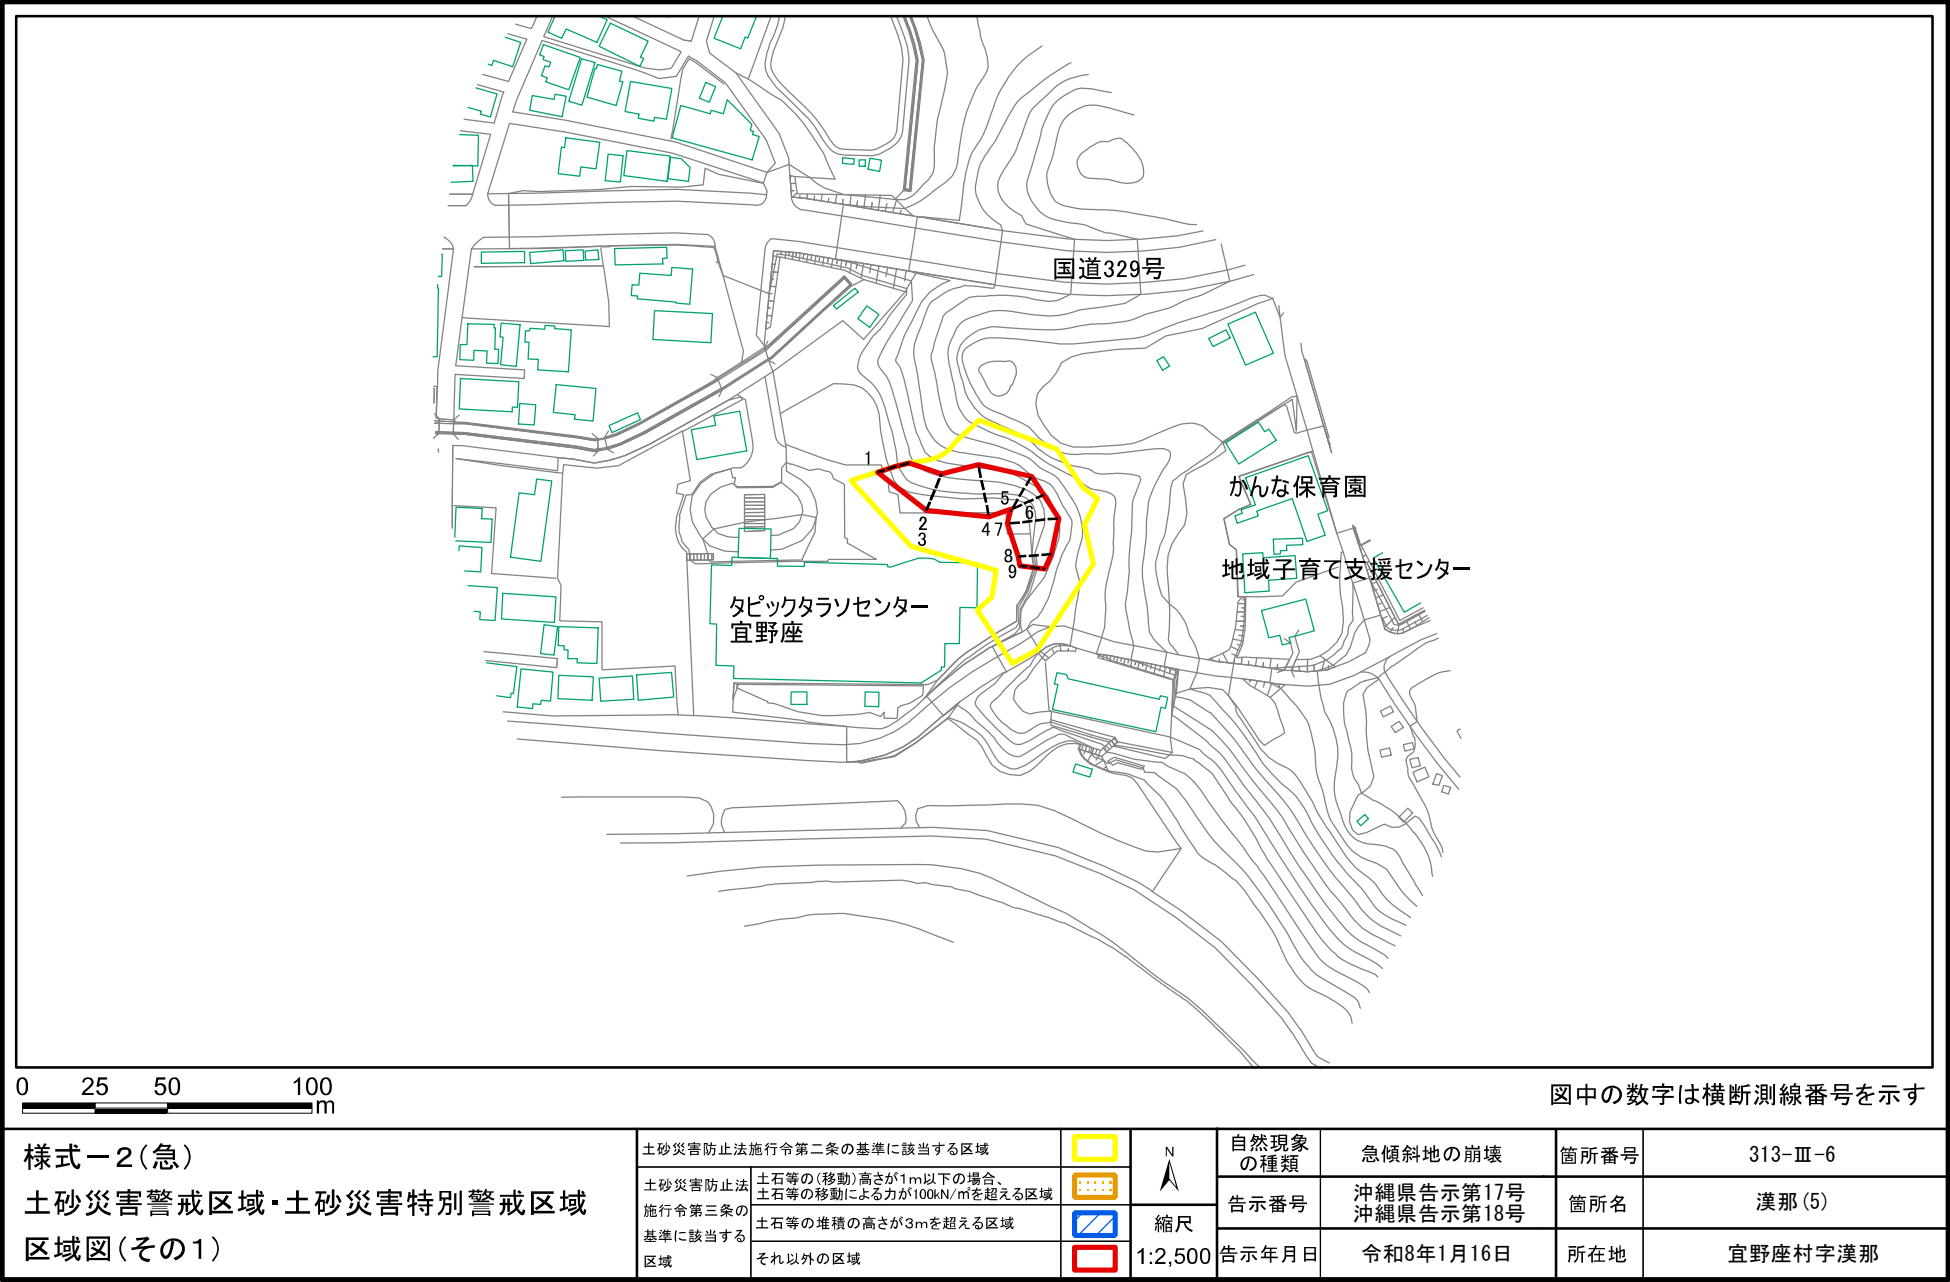 国道329号
1
5
6
2
3
4
7
8
9
かんな保育園
地域子育て支援センター
タピックタラソセンター
宜野座
0 25 50 100
m
図中の数字は横断測線番号を示す
様式－2（急）
土砂災害警戒区域・土砂災害特別警戒区域
区域図（その1）
土砂災害防止法施行令第二条の基準に該当する区域
土砂災害防止法
施行令第三条の
基準に該当する
区域
土石等の（移動）高さが1m以下の場合、
土石等の移動による力が100kN/㎡を超える区域
土石等の堆積の高さが3mを超える区域
それ以外の区域
N
縮尺
1:2,500
自然現象
の種類
急傾斜地の崩壊
箇所番号
313-Ⅲ-6
告示番号
沖縄県告示第17号
沖縄県告示第18号
箇所名
漢那(5)
告示年月日
令和8年1月16日
所在地
宜野座村字漢那